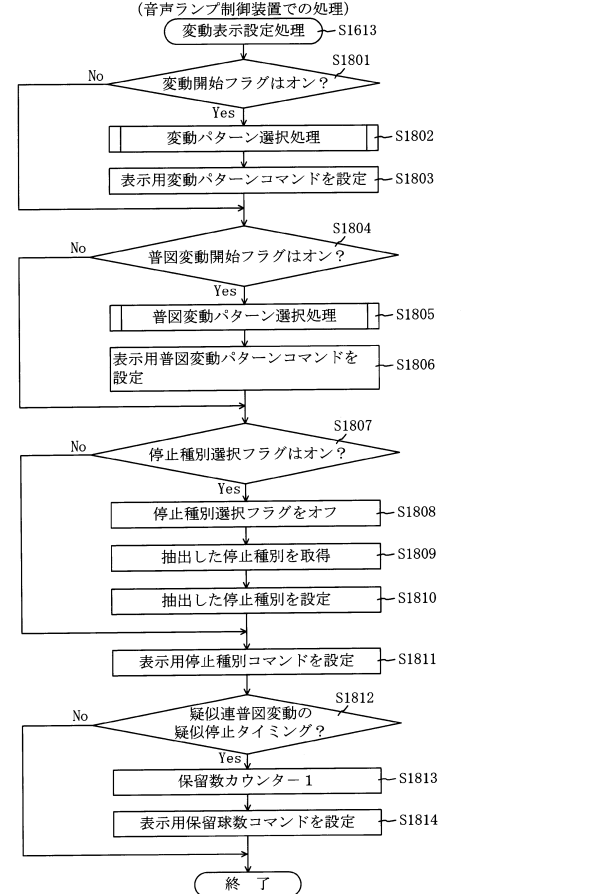 (音声ランプ制御装置での処理)
変動表示設定処理 S1613
S1801
変動開始フラグはオン？
No
Yes
変動パターン選択処理 S1802
表示用変動パターンコマンドを設定 S1803
S1804
普図変動開始フラグはオン？
No
Yes
普図変動パターン選択処理 S1805
表示用普図変動パターンコマンドを
設定
S1806
S1807
停止種別選択フラグはオン？
No
Yes
停止種別選択フラグをオフ S1808
抽出した停止種別を取得 S1809
抽出した停止種別を設定 S1810
表示用停止種別コマンドを設定 S1811
S1812
疑似連普図変動の
疑似停止タイミング？
No
Yes
保留数カウンター１ S1813
表示用保留球数コマンドを設定 S1814
終 了